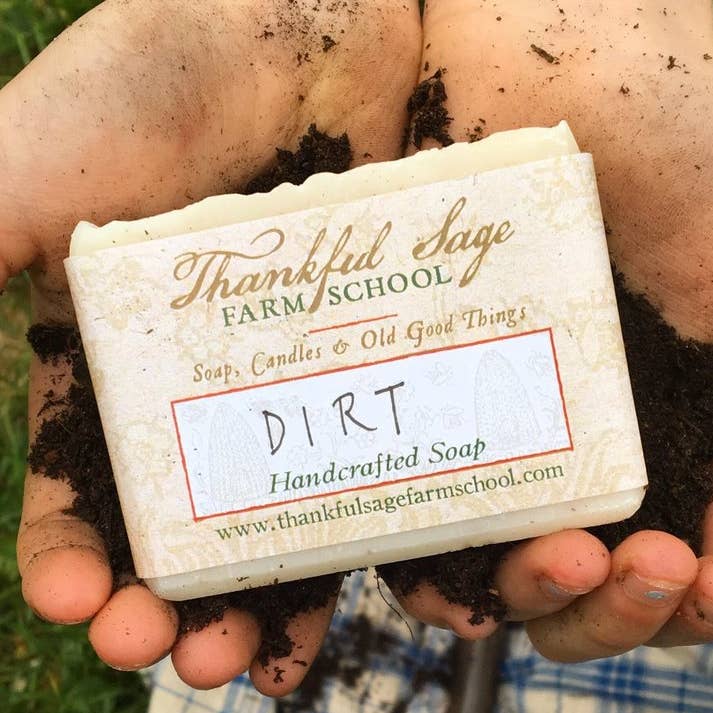 Thankful Sage
FARM SCHOOL
Soap, Candles & Old Good Things
DIRT
Handcrafted Soap
www.thankfulsagefarmschool.com